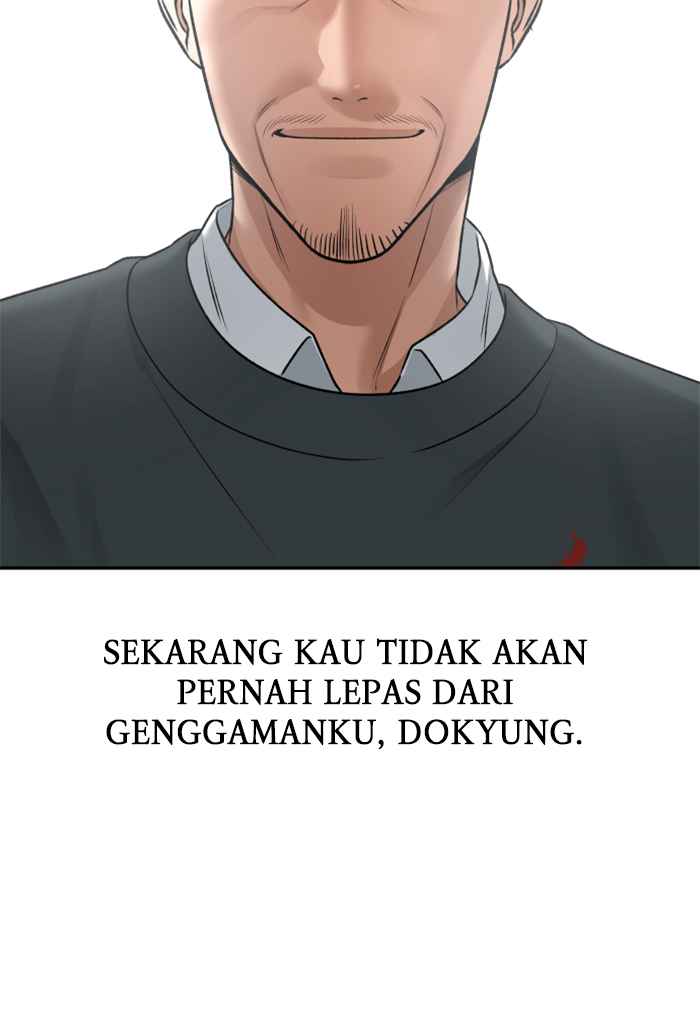 SEKARANG KAU TIDAK AKAN
PERNAH LEPAS DARI
GENGGAMANKU, DOKYUNG.